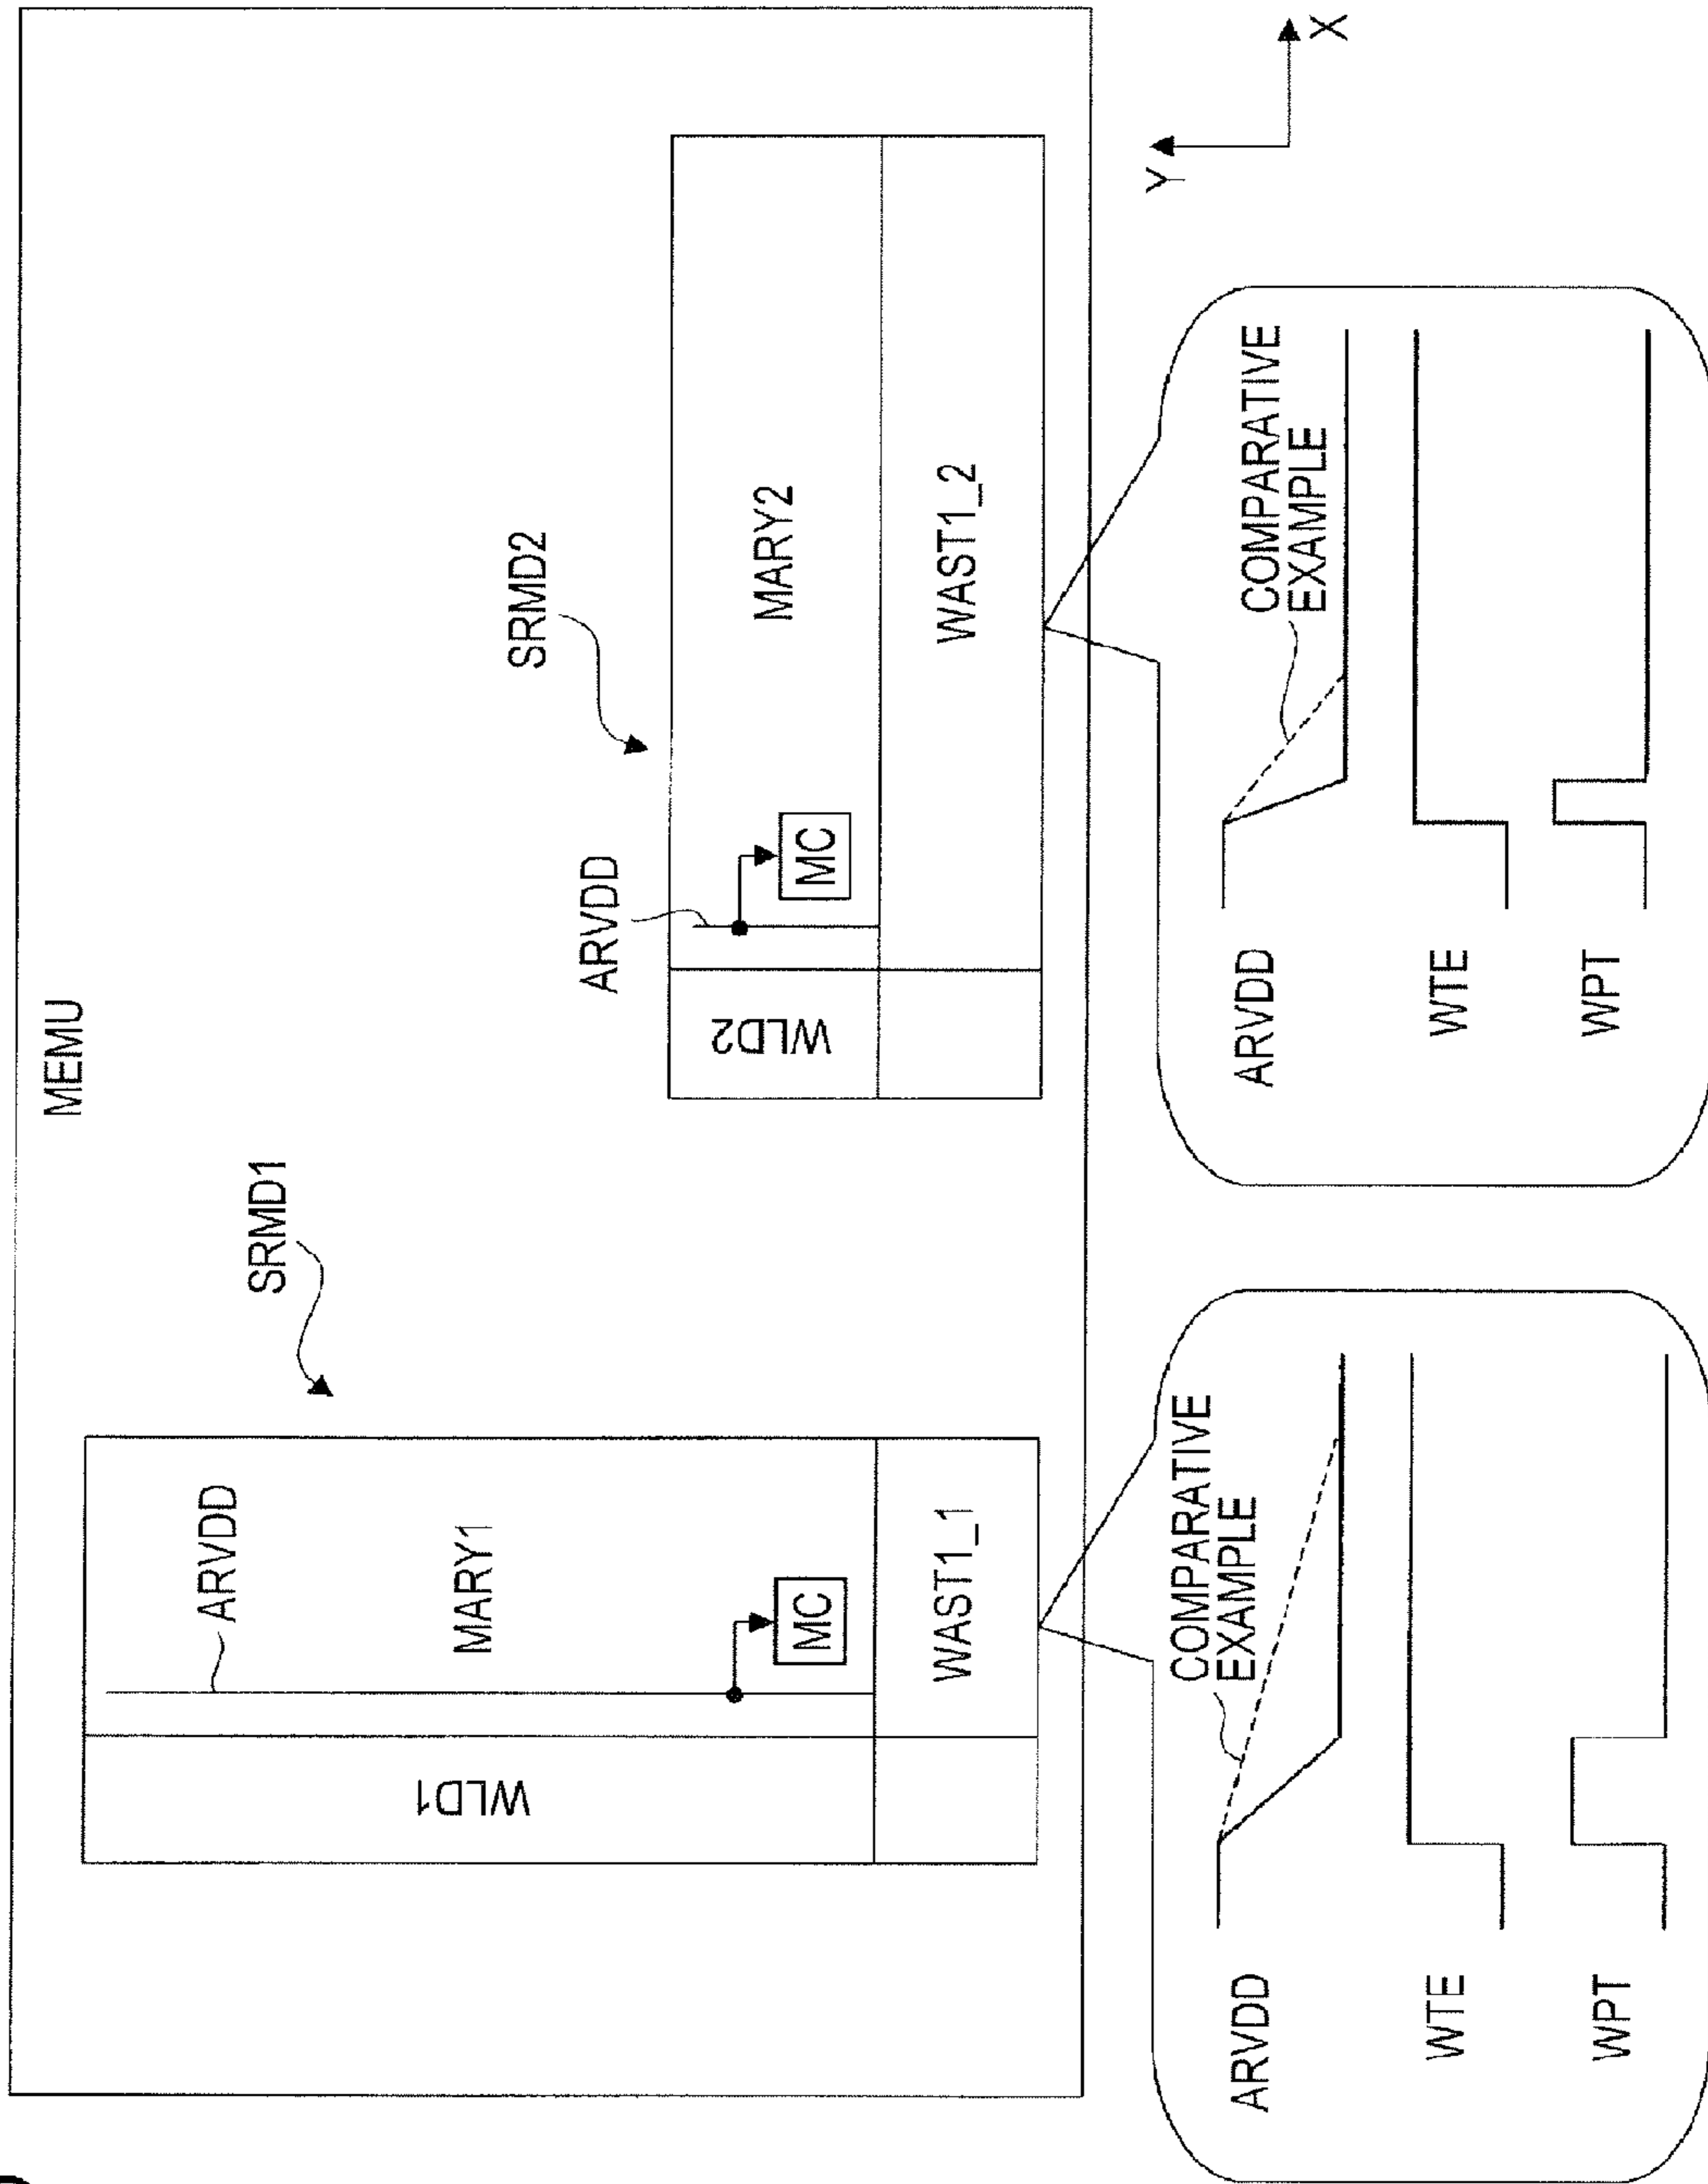 MEMU
SRMD1
SRMD2
ARVDD
MARY1
MC
WLD1
WAST1_1
ARVDD
MARY2
MC
WLD2
WAST1_2
Y
X
COMPARATIVE
EXAMPLE
ARVDD
WTE
WPT
COMPARATIVE
EXAMPLE
ARVDD
WTE
WPT